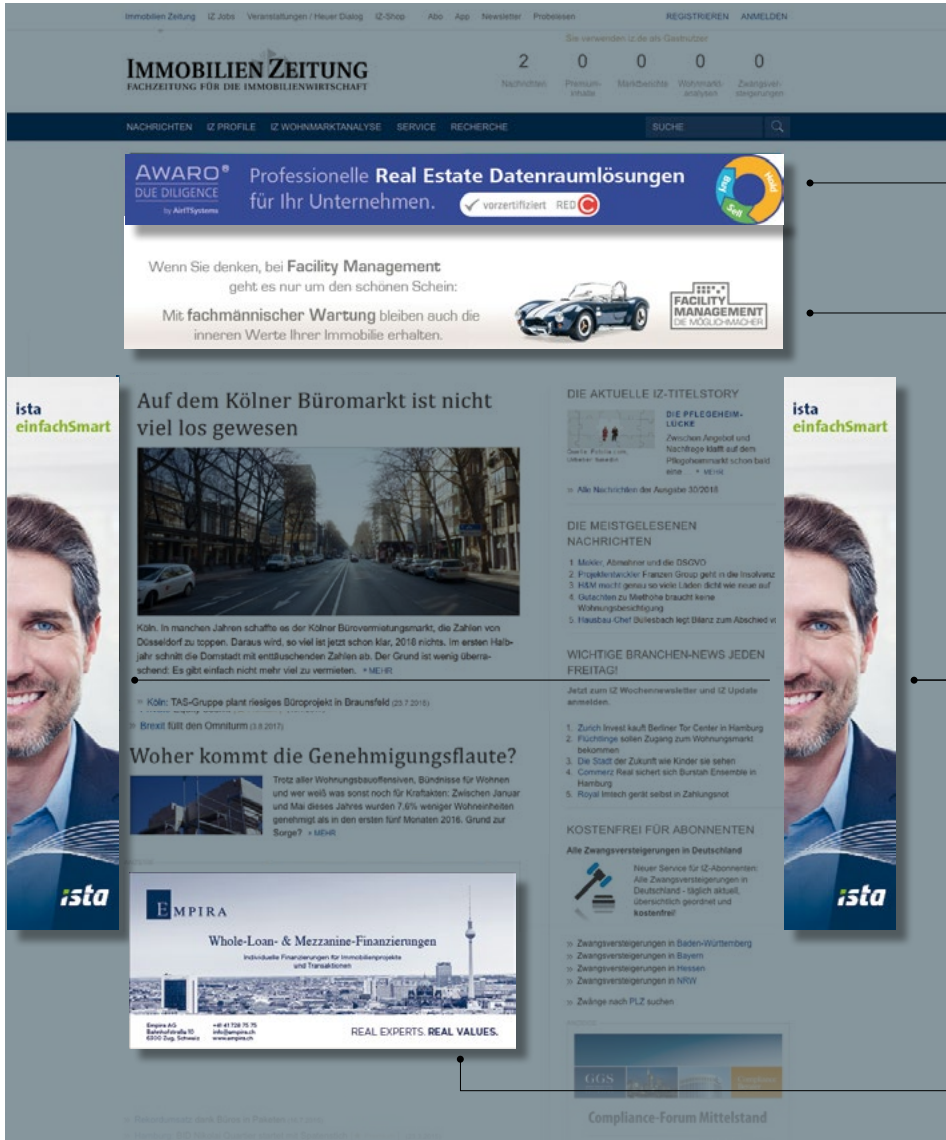 Immobilien Zeitung IZ Jobs Veranstaltungen / Heuer Dialog IZ-Shop Abo App Newsletter Probelesen REGISTRIEREN ANMELDEN
Sie verwenden iz.de als Gastnutzer
IMMOBILIEN ZEITUNG
FACHZEITUNG FÜR DIE IMMOBILIENWIRTSCHAFT
2 0 0 0 0
Nachrichten Premium-inhalte Marktberichte Wohnmarkt-analysen Zwangsver-steigerungen
NACHRICHTEN IZ PROFILE IZ WOHNMARKTANALYSE SERVICE RECHERCHE SUCHE
AWARO®
DUE DILIGENCE
by AirITSystems
Professionelle Real Estate Datenraumlösungen
für Ihr Unternehmen.
vorzertifiziert RED C
Buy Hold Sell
Wenn Sie denken, bei Facility Management
geht es nur um den schönen Schein:
Mit fachmännischer Wartung bleiben auch die
inneren Werte Ihrer Immobilie erhalten.
FACILITY
MANAGEMENT
DIE MÖGLICHMACHER
ista
einfachSmart
ista
Auf dem Kölner Büromarkt ist nicht
viel los gewesen
Köln. In manchen Jahren schaffte es der Kölner Bürovermietungsmarkt, die Zahlen von
Düsseldorf zu toppen. Daraus wird, so viel ist jetzt schon klar, 2018 nichts. Im ersten Halb-
jahr schnitt die Domstadt mit enttäuschenden Zahlen ab. Der Grund ist wenig überra-
schend: Es gibt einfach nicht mehr viel zu vermieten. » MEHR
» Köln: TAS-Gruppe plant riesiges Büroprojekt in Braunsfeld (23.7.2018)
» Brexit füllt den Omniturm (3.8.2017)
Woher kommt die Genehmigungsflaute?
Trotz aller Wohnungsbauoffensiven, Bündnisse für Wohnen
und wer weiß was sonst noch für Kraftakten: Zwischen Januar
und Mai dieses Jahres wurden 7,6% weniger Wohneinheiten
genehmigt als in den ersten fünf Monaten 2016. Grund zur
Sorge? » MEHR
EMPIRA
Whole-Loan- & Mezzanine-Finanzierungen
Individuelle Finanzierungen für Immobilienprojekte
und Transaktionen
Empira AG
Bahnhofstraße 10
6300 Zug, Schweiz
+41 41 728 75 75
info@empira.ch
www.empira.ch
REAL EXPERTS. REAL VALUES.
DIE AKTUELLE IZ-TITELSTORY
DIE PFLEGEHEIM-
LÜCKE
Zwischen Angebot und
Nachfrage klafft auf dem
Pflegeheimmarkt schon bald
eine ... » MEHR
Quelle: Fotolia.com,
» Alle Nachrichten der Ausgabe 30/2018
DIE MEISTGELESENEN
NACHRICHTEN
1. Makler, Abmahner und die DSGVO
2. Projektentwickler Franzen Group geht in die Insolvenz
3. H&M macht genau so viele Läden dicht wie neue auf
4. Gutachten zu Miethöhe braucht keine
Wohnungsbesichtigung
5. Hausbau-Chef Bullesbach legt Bilanz zum Abschied v
WICHTIGE BRANCHEN-NEWS JEDEN
FREITAG!
Jetzt zum IZ Wochennewsletter und IZ Update
anmelden.
1. Zurich Invest kauft Berliner Tor Center in Hamburg
2. Flüchtlinge sollen Zugang zum Wohnungsmarkt
bekommen
3. Die Stadt der Zukunft wie Kinder sie sehen
4. Commerz Real sichert sich Burstah Ensemble in
Hamburg
5. Royal Imtech gerät selbst in Zahlungsnot
KOSTENFREI FÜR ABONNENTEN
Alle Zwangsversteigerungen in Deutschland
Neuer Service für IZ-Abonnenten:
Alle Zwangsversteigerungen in
Deutschland - täglich aktuell,
übersichtlich geordnet und
kostenfrei!
» Zwangsversteigerungen in Baden-Württemberg
» Zwangsversteigerungen in Bayern
» Zwangsversteigerungen in Hessen
» Zwangsversteigerungen in NRW
» Zwänge nach PLZ suchen
GGS
Compliance-Forum Mittelstand
ista
einfachSmart
ista